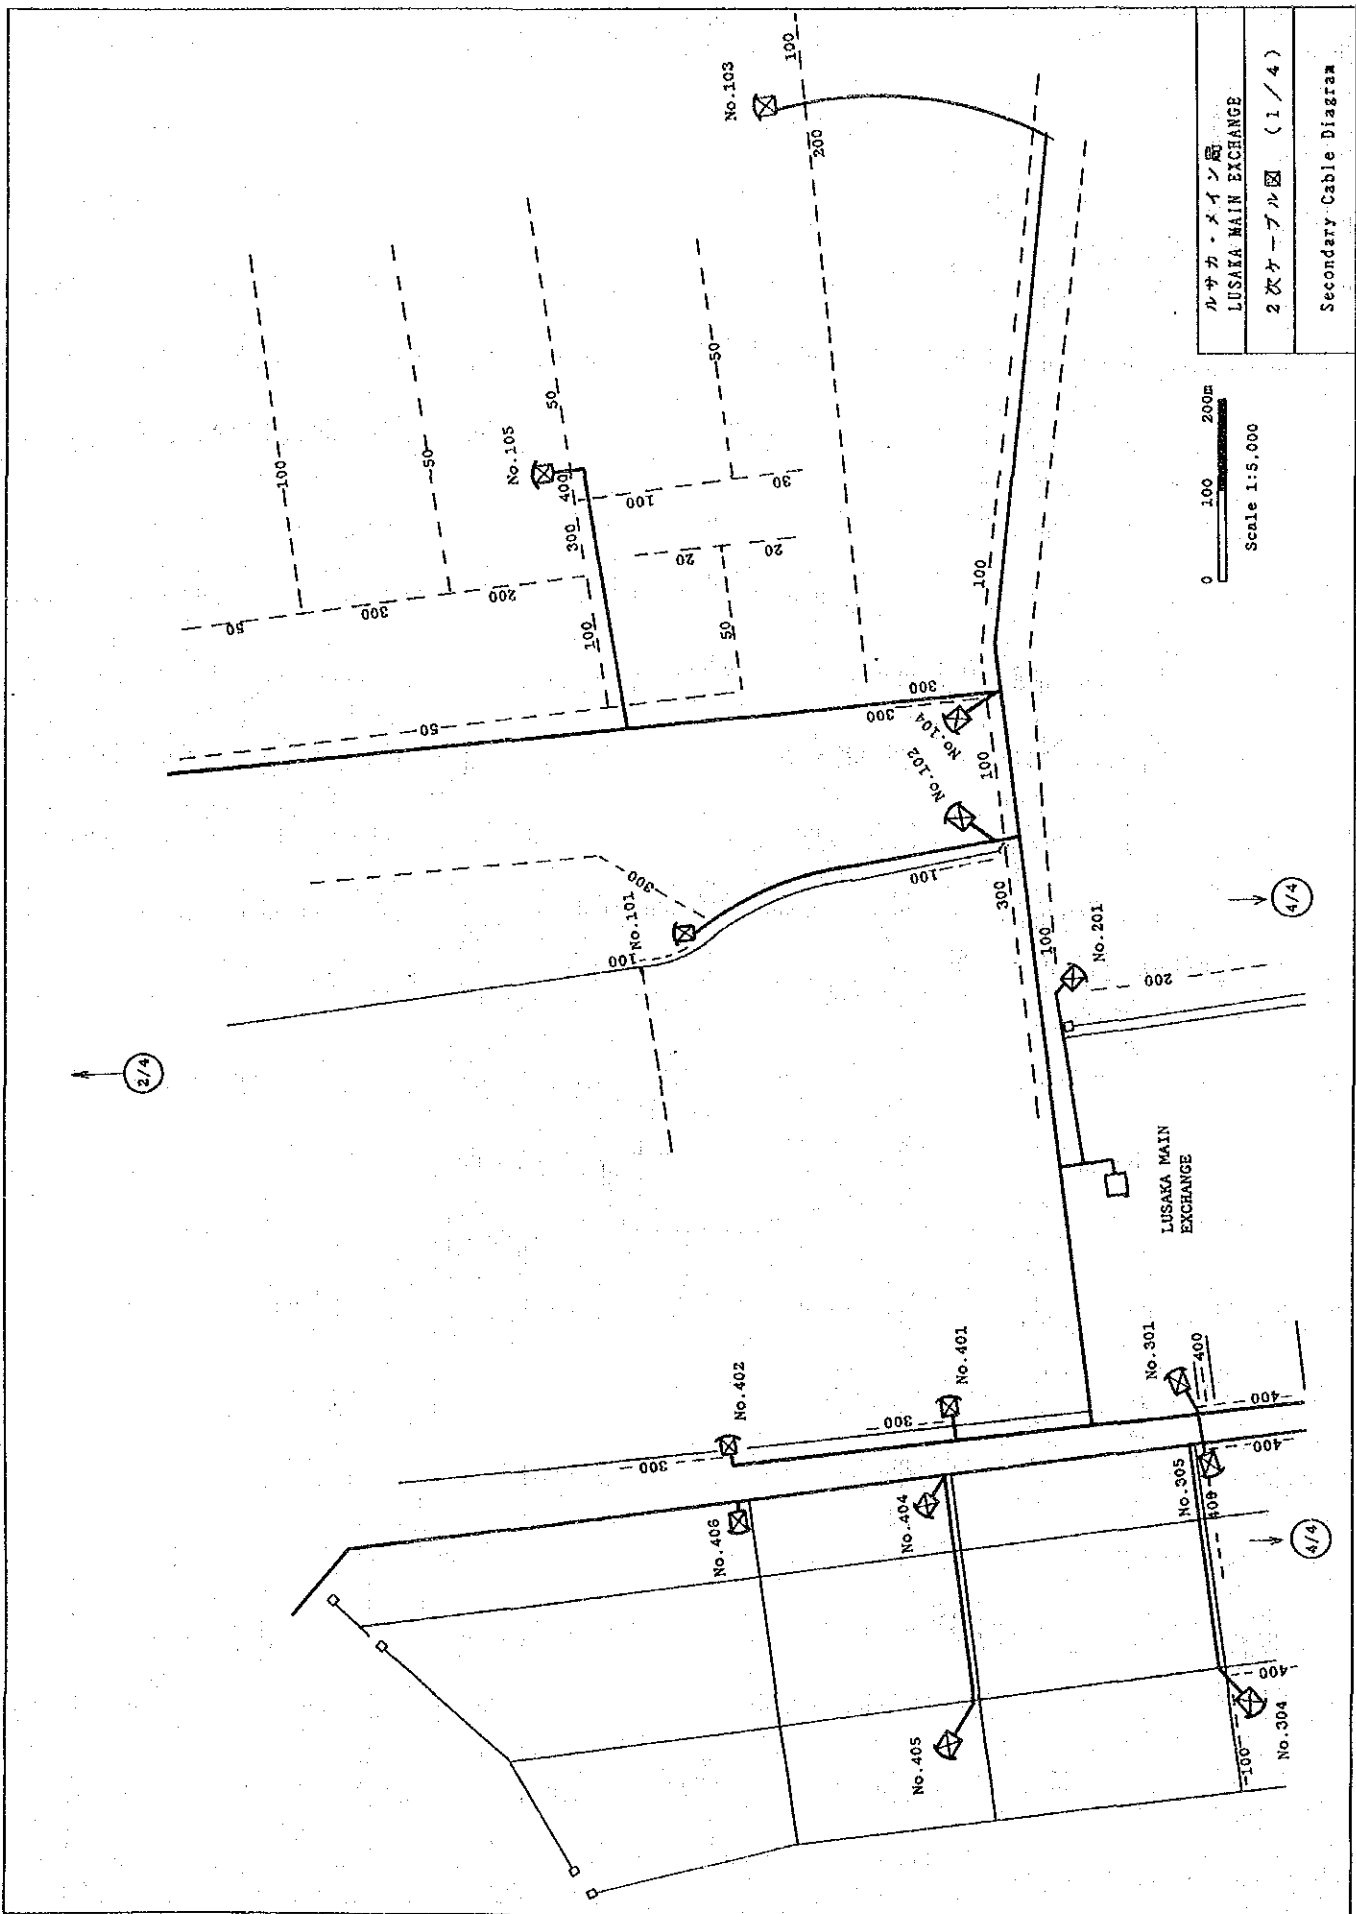 ルサカ・メイン局
LUSAKA MAIN EXCHANGE
2次ケーブル図 (1/4)
Secondary Cable Diagram
0 100 200m
Scale 1:5,000
2/4
4/4
4/4
LUSAKA MAIN
EXCHANGE
No.103
100
200
No.105
100
50
50
400
300
100
30
50
20
20
50
300
200
100
50
50
300
300
No.104
No.102
100
100
300
100
No.101
300
100
100
No.201
200
No.402
300
No.401
300
No.301
400
400
400
No.305
400
No.406
No.404
No.405
400
100
No.304